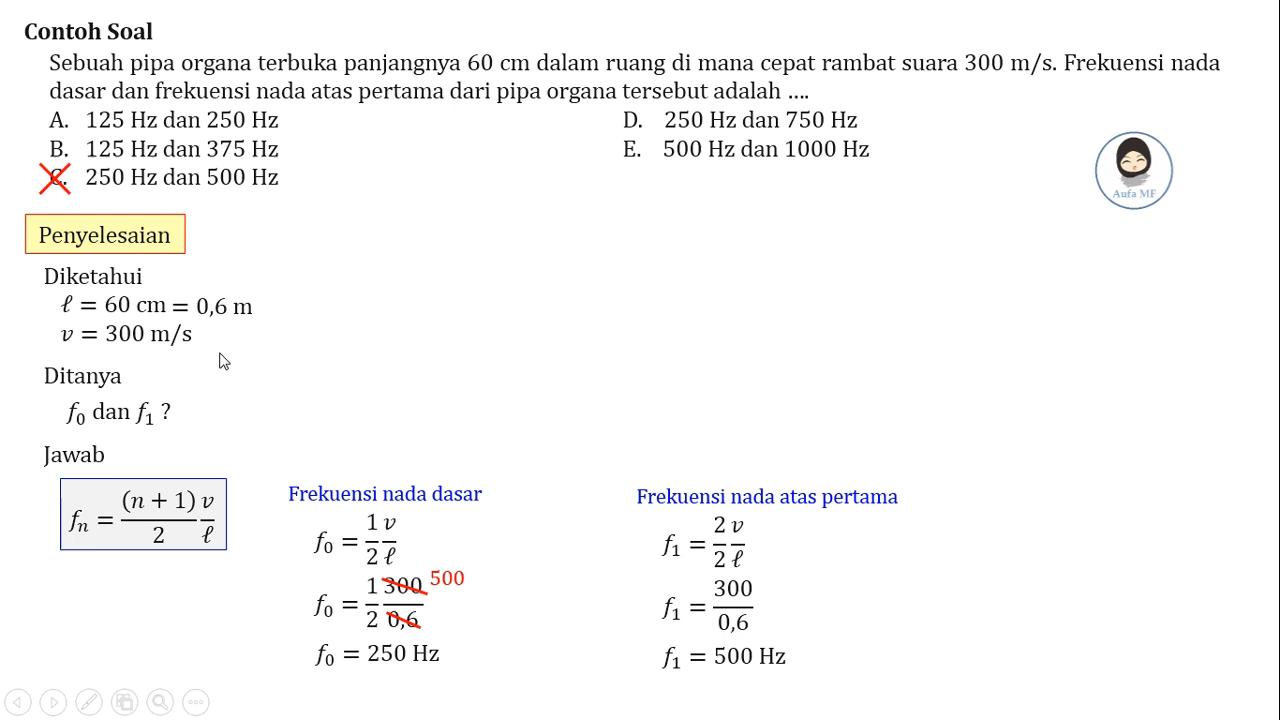 Contoh Soal
Sebuah pipa organa terbuka panjangnya 60 cm dalam ruang di mana cepat rambat suara 300 m/s. Frekuensi nada
dasar dan frekuensi nada atas pertama dari pipa organa tersebut adalah ....
A. 125 Hz dan 250 Hz
B. 125 Hz dan 375 Hz
C. 250 Hz dan 500 Hz
D. 250 Hz dan 750 Hz
E. 500 Hz dan 1000 Hz
Aufa MF
Penyelesaian
Diketahui
ℓ = 60 cm = 0,6 m
v = 300 m/s
Ditanya
f₀ dan f₁ ?
Jawab
fₙ = (n + 1)/2 v/ℓ
Frekuensi nada dasar
f₀ = 1/2 v/ℓ
f₀ = 1/2 300/0,6 500
f₀ = 250 Hz
Frekuensi nada atas pertama
f₁ = 2/2 v/ℓ
f₁ = 300/0,6
f₁ = 500 Hz